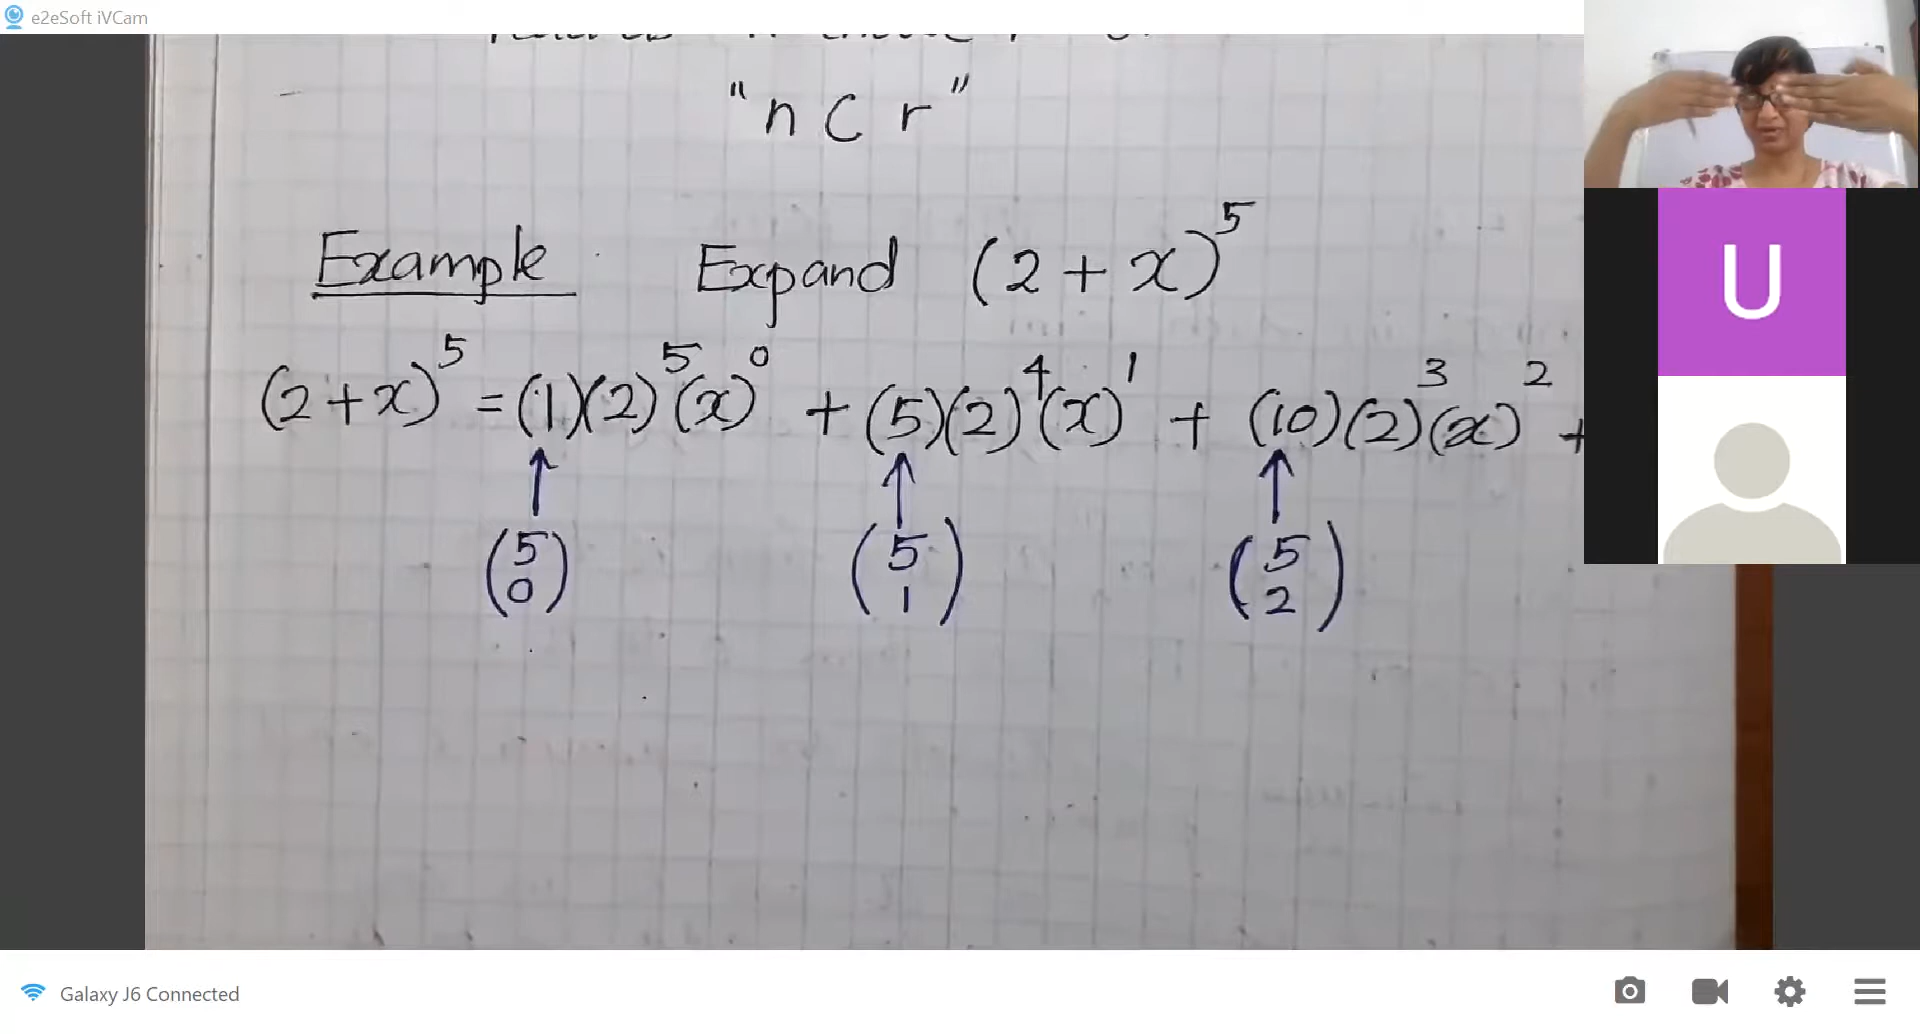 e2eSoft iVCam
"n C r"
Example Expand (2 + x)⁵
(2+x)⁵ = (1)(2)⁵(x)⁰ + (5)(2)⁴(x)¹ + (10)(2)³(x)² +
↑ ↑ ↑
(5 0) (5 1) (5 2)
U
Galaxy J6 Connected